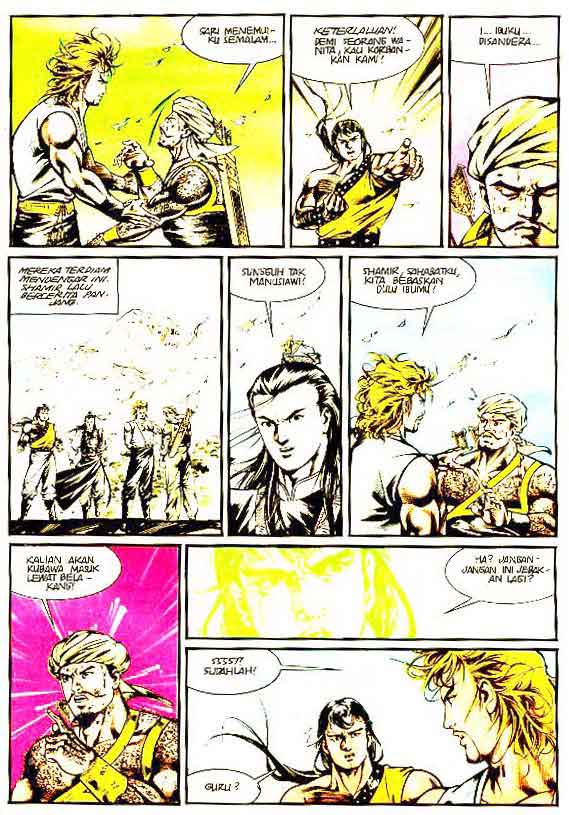 SARI MENEMUI-
KU SEMALAM...
KETERLALUAN!
DEMI SEORANG WA-
NITA, KAU KORBAN-
KAN KAMI!
I... IBUKU...
DISANDERA...
MEREKA TERDIAM
MENDENGAR INI.
SHAMIR LALU
BERCERITA PAN-
JANG.
SUNGGUH TAK
MANUSIAWI!
SHAMIR, SAHABATKU,
KITA BEBASKAN
DULU IBUMU!
KALIAN AKAN
KUBAWA MASUK
LEWAT BELA-
KANG!
HA? JANGAN-
JANGAN INI JEBAK-
AN LAGI?
SSSST?
SUDAHLAH!
GURU?